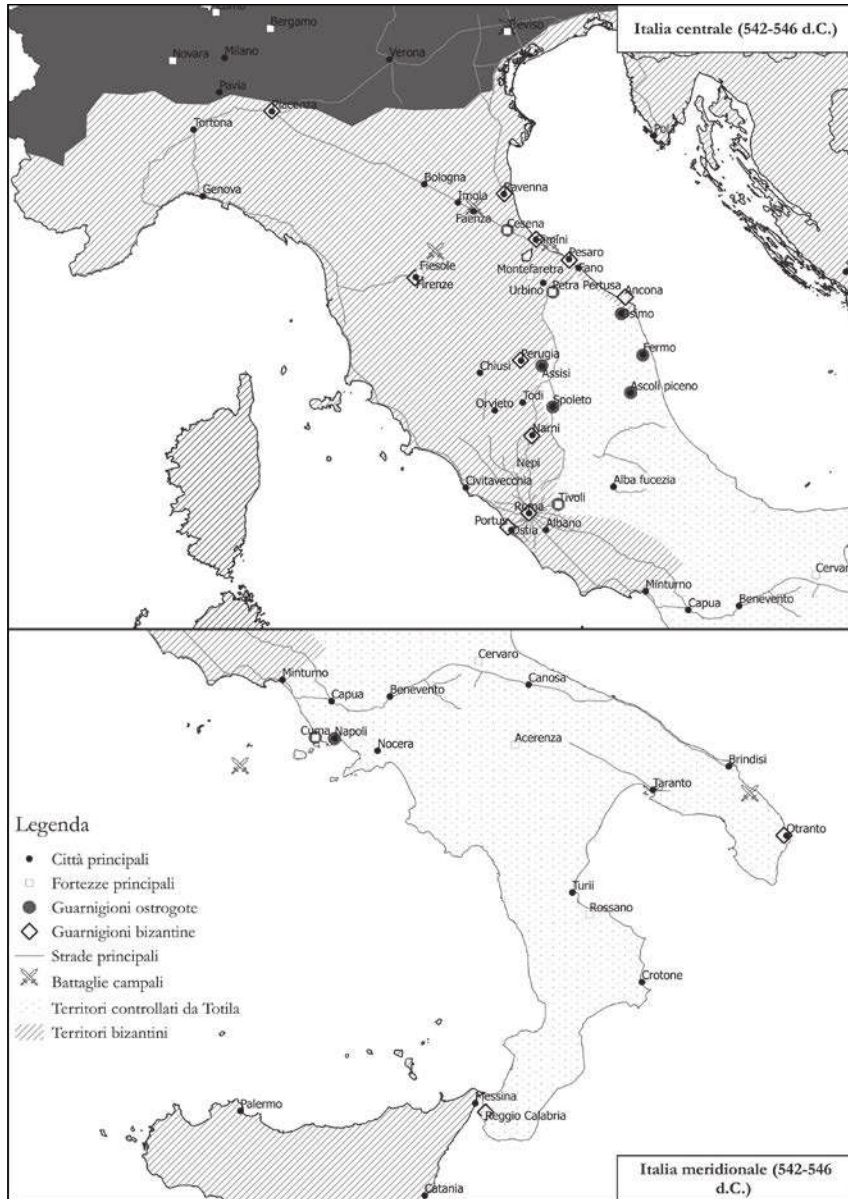 Italia centrale (542-546 d.C.)
Bergamo
Treviso
Novara
Milano
Verona
Pavia
Piacenza
Tortona
Pola
Bologna
Genova
Imola
Ravenna
Faenza
Cesena
Rimini
Pesaro
Fano
Montefaretra
Fiesole
Firenze
Urbino
Petra Pertusa
Ancona
Osimo
Perugia
Fermo
Chiusi
Assisi
Ascoli piceno
Todi
Orvieto
Spoleto
Narni
Nepi
Civitavecchia
Alba fucezia
Tivoli
Roma
Portus
Ostia
Albano
Cervaro
Minturno
Capua
Benevento
Cervaro
Minturno
Canosa
Capua
Benevento
Cuma
Napoli
Nocera
Acerenza
Brindisi
Taranto
Otranto
Legenda
Città principali
Fortezze principali
Guarnigioni ostrogote
Guarnigioni bizantine
Strade principali
Battaglie campali
Territori controllati da Totila
Territori bizantini
Turii
Rossano
Crotone
Messina
Palermo
Reggio Calabria
Catania
Italia meridionale (542-546
d.C.)